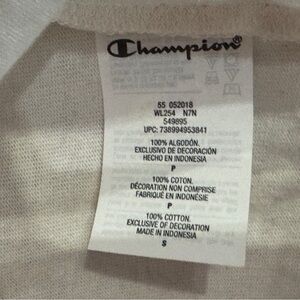 Champion®
55 052018
WL254 N7N
S49895
UPC: 738994953841
100% ALGODÓN.
EXCLUSIVO DE DECORACIÓN
HECHO EN INDONESIA
P
100% COTON.
DÉCORATION NON COMPRISE
FABRIQUÉ EN INDONÉSIE
P
100% COTTON.
EXCLUSIVE OF DECORATION
MADE IN INDONESIA
S